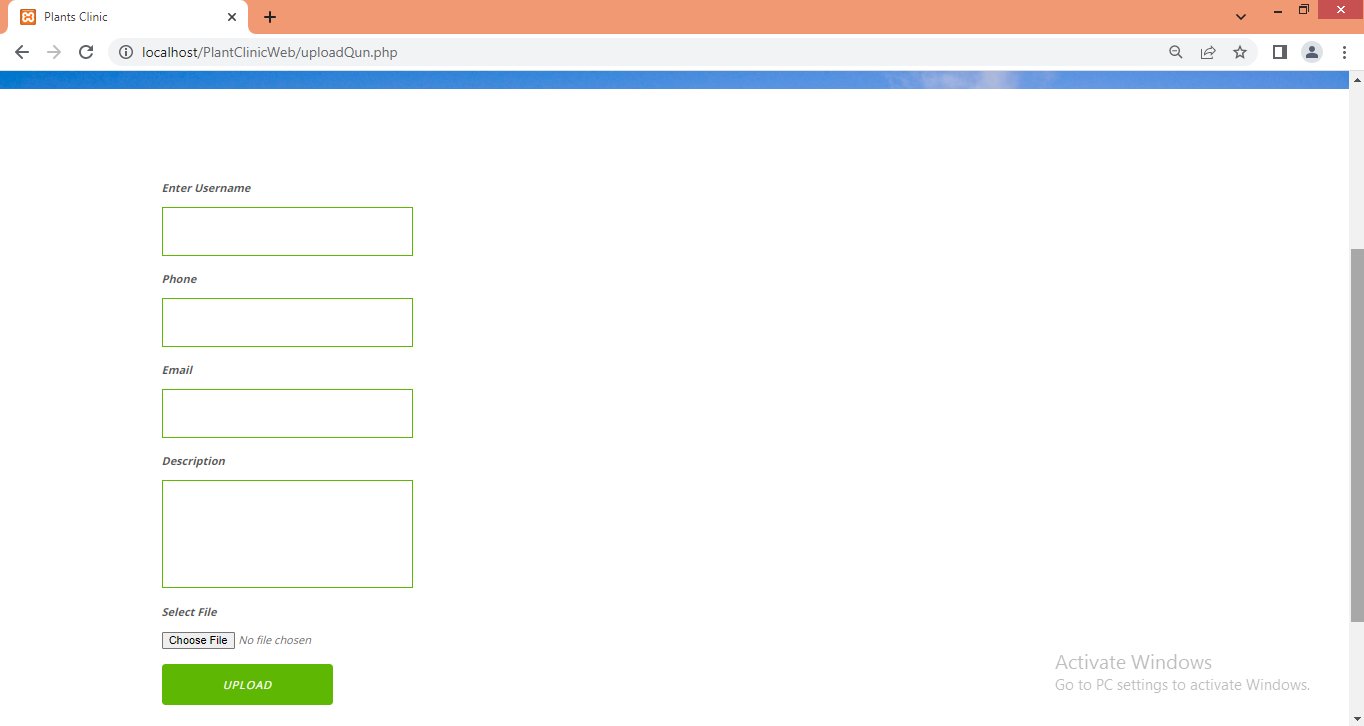 Plants Clinic
localhost/PlantClinicWeb/uploadQun.php
Enter Username
Phone
Email
Description
Select File
Choose File No file chosen
UPLOAD
Activate Windows
Go to PC settings to activate Windows.